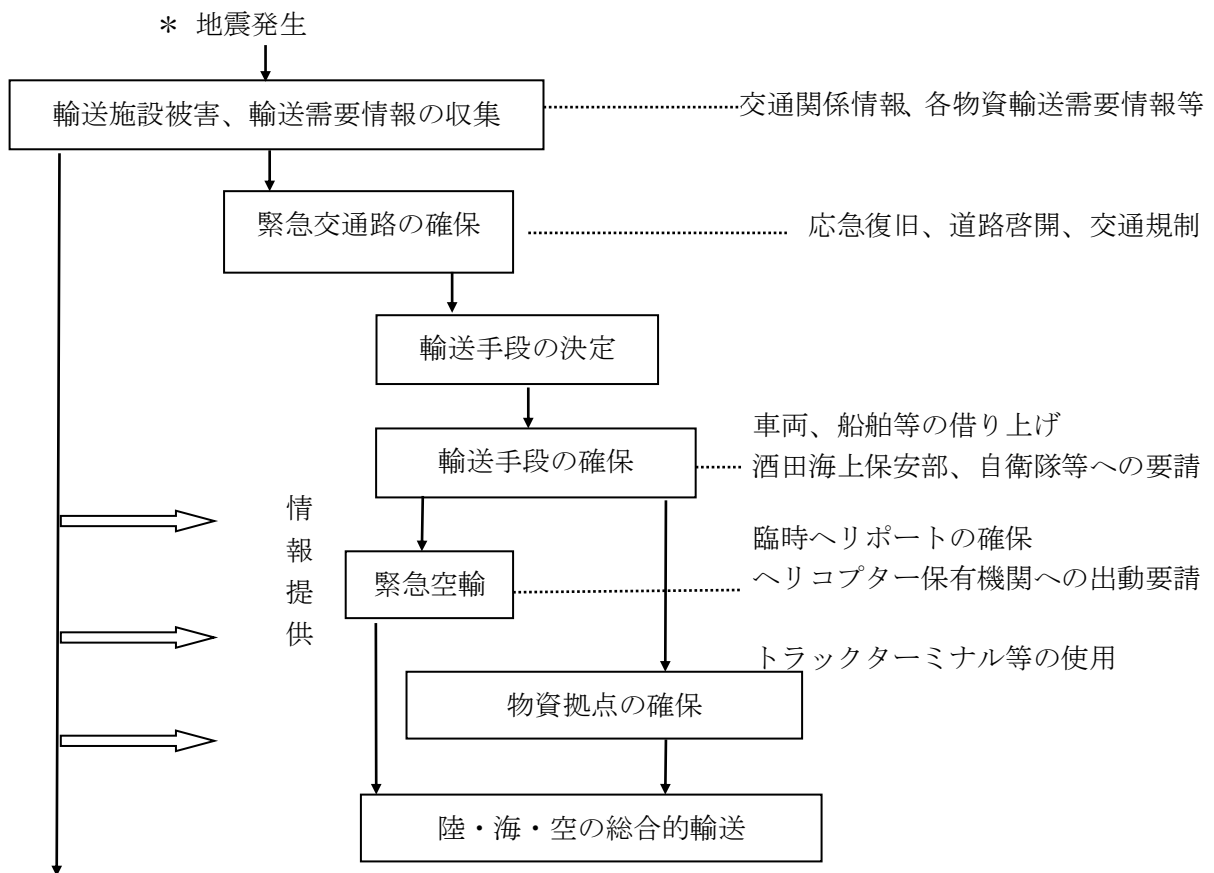 ＊ 地震発生
輸送施設被害、輸送需要情報の収集
交通関係情報、各物資輸送需要情報等
緊急交通路の確保
応急復旧、道路啓開、交通規制
輸送手段の決定
車両、船舶等の借り上げ
輸送手段の確保
酒田海上保安部、自衛隊等への要請
情報提供
臨時ヘリポートの確保
緊急空輸
ヘリコプター保有機関への出動要請
トラックターミナル等の使用
物資拠点の確保
陸・海・空の総合的輸送